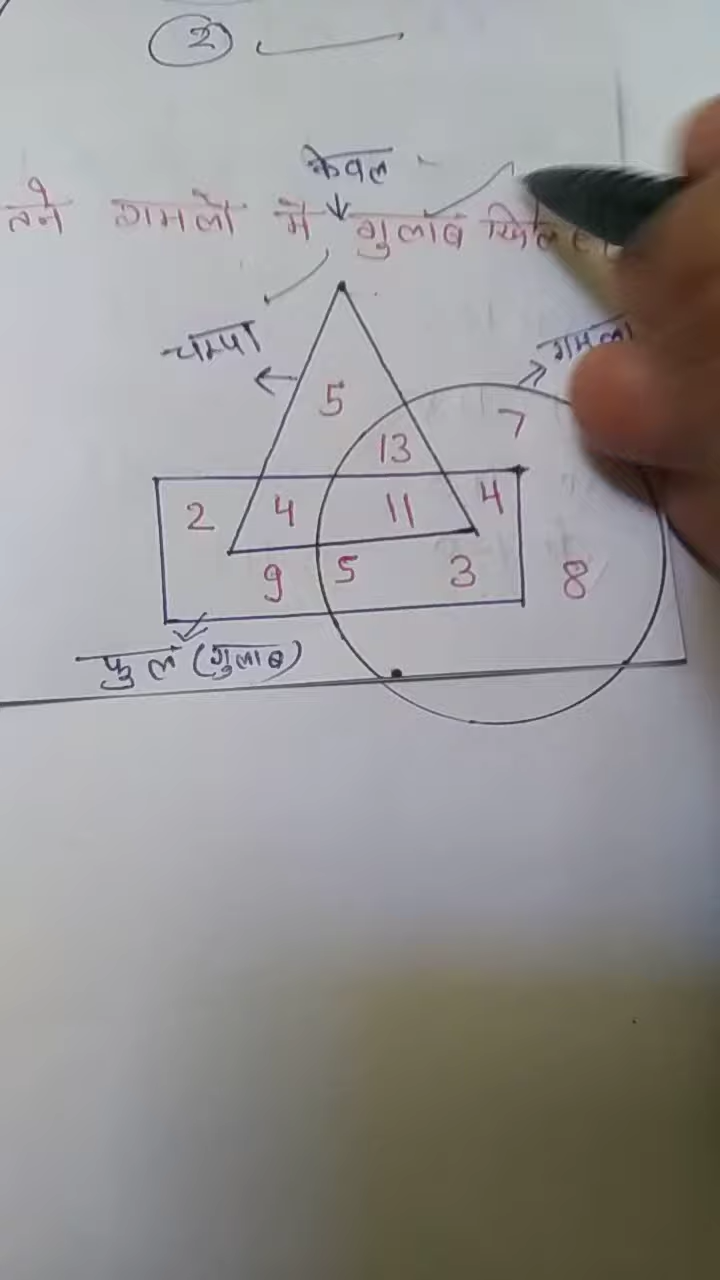 2
केवल
तने गमलो में गुलाब
चम्पा
गमला
5
7
13
2 4 11 4
9 5 3 8
फुल (गुलाब)